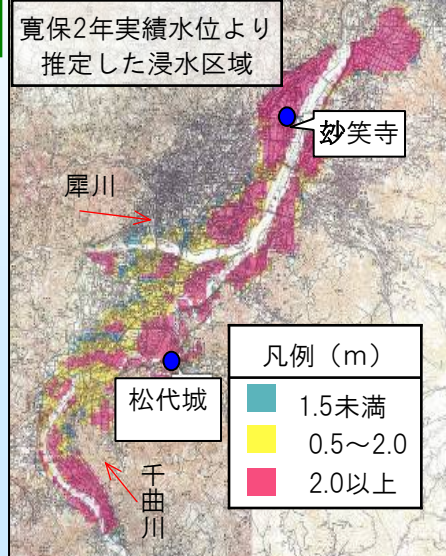 寛保2年実績水位より
推定した浸水区域
妙笑寺
犀川
松代城
千曲川
凡例（m）
1.5未満
0.5～2.0
2.0以上